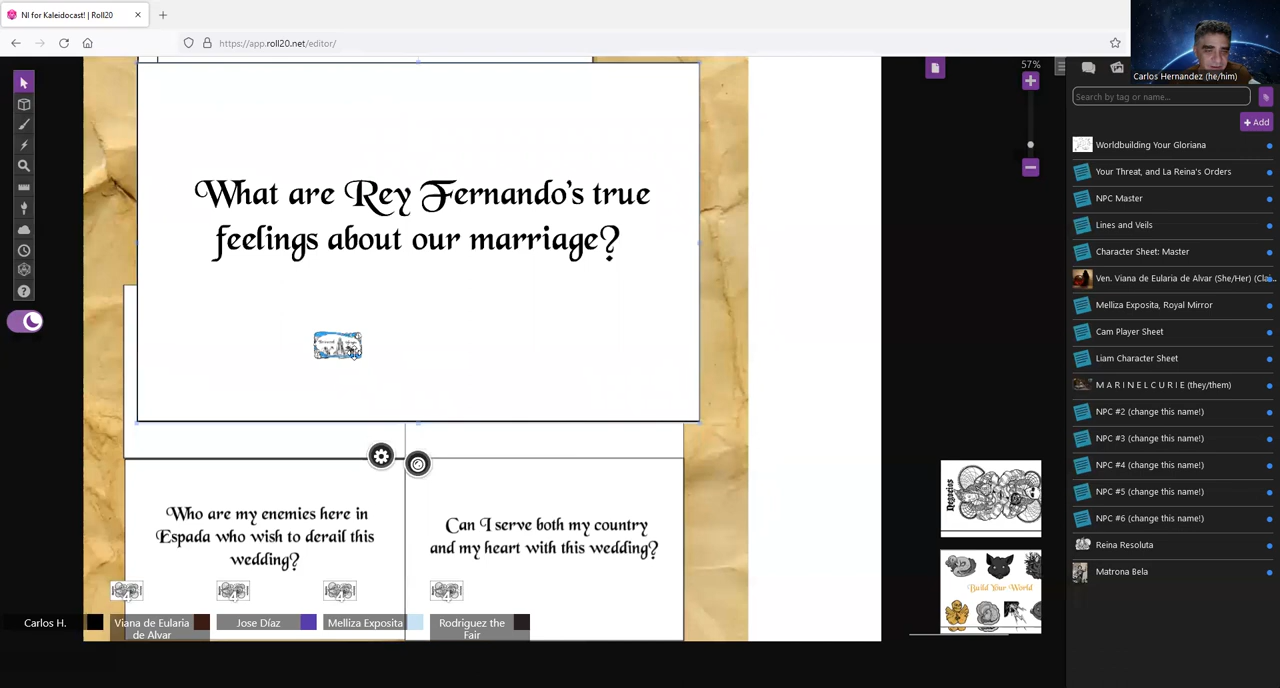 NI for Kaleidocast! | Roll20
https://app.roll20.net/editor/
Carlos Hernandez (he/him)
57%
Search by tag or name...
+ Add
Worldbuilding Your Gloriana
Your Threat, and La Reina's Orders
NPC Master
Lines and Veils
Character Sheet: Master
Ven. Viana de Eularia de Alvar (She/Her) (Clai...
Melliza Exposita, Royal Mirror
Cam Player Sheet
Liam Character Sheet
M A R I N E L C U R I E (they/them)
NPC #2 (change this name!)
NPC #3 (change this name!)
NPC #4 (change this name!)
NPC #5 (change this name!)
NPC #6 (change this name!)
Reina Resoluta
Matrona Bela
What are Rey Fernando's true
feelings about our marriage?
Who are my enemies here in
Espada who wish to derail this
wedding?
Can I serve both my country
and my heart with this wedding?
Negocios
Build Your World
Carlos H.
Viana de Eularia
de Alvar
Jose Díaz
Melliza Exposita
Rodriguez the
Fair